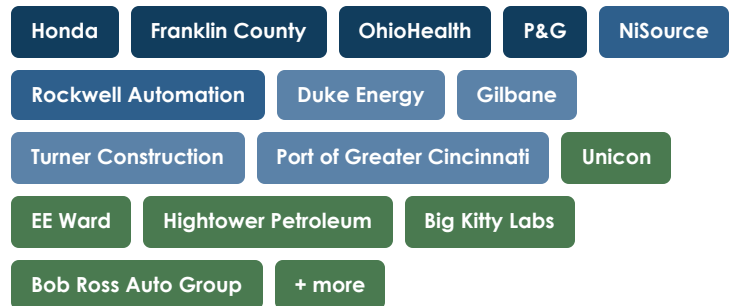 Honda Franklin County OhioHealth P&G NiSource
Rockwell Automation Duke Energy Gilbane
Turner Construction Port of Greater Cincinnati Unicon
EE Ward Hightower Petroleum Big Kitty Labs
Bob Ross Auto Group + more